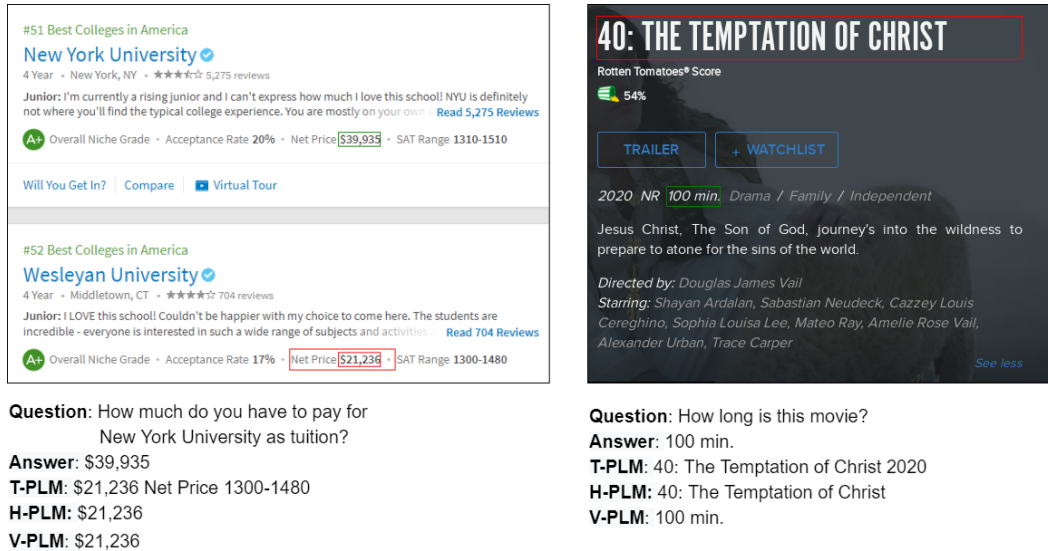 #51 Best Colleges in America
New York University
4 Year • New York, NY • 5,275 reviews
Junior: I'm currently a rising junior and I can't express how much I love this school! NYU is definitely
not where you'll find the typical college experience. You are mostly on your own Read 5,275 Reviews
A+ Overall Niche Grade • Acceptance Rate 20% • Net Price $39,935 • SAT Range 1310-1510
Will You Get In? Compare Virtual Tour
#52 Best Colleges in America
Wesleyan University
4 Year • Middletown, CT • 704 reviews
Junior: I LOVE this school! Couldn't be happier with my choice to come here. The students are
incredible - everyone is interested in such a wide range of subjects and activities Read 704 Reviews
A+ Overall Niche Grade • Acceptance Rate 17% • Net Price $21,236 • SAT Range 1300-1480
Question: How much do you have to pay for
New York University as tuition?
Answer: $39,935
T-PLM: $21,236 Net Price 1300-1480
H-PLM: $21,236
V-PLM: $21,236
40: THE TEMPTATION OF CHRIST
Rotten Tomatoes® Score
54%
TRAILER + WATCHLIST
2020 NR 100 min. Drama / Family / Independent
Jesus Christ, The Son of God, journey's into the wildness to
prepare to atone for the sins of the world.
Directed by: Douglas James Vail
Starring: Shayan Ardalan, Sabastian Neudeck, Cazzey Louis
Cereghino, Sophia Louisa Lee, Mateo Ray, Amelie Rose Vail,
Alexander Urban, Trace Carper
See less
Question: How long is this movie?
Answer: 100 min.
T-PLM: 40: The Temptation of Christ 2020
H-PLM: 40: The Temptation of Christ
V-PLM: 100 min.